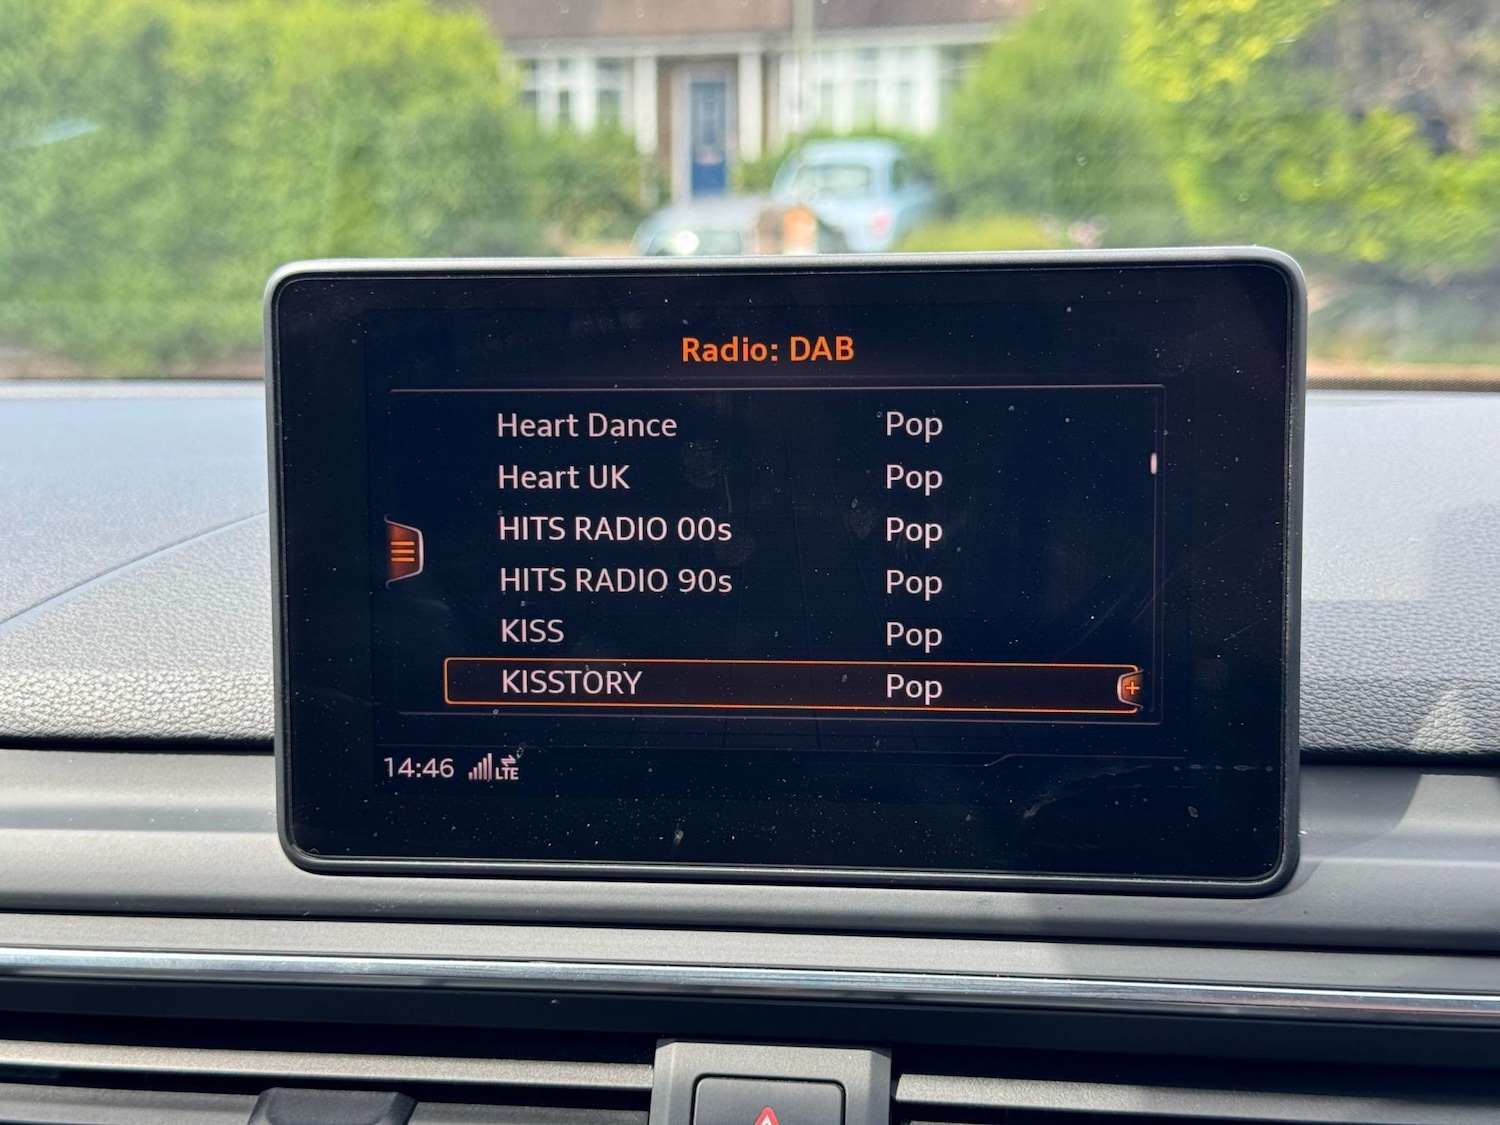 Radio: DAB
Heart Dance Pop
Heart UK Pop
HITS RADIO 00s Pop
HITS RADIO 90s Pop
KISS Pop
KISSTORY Pop
14:46 LTE